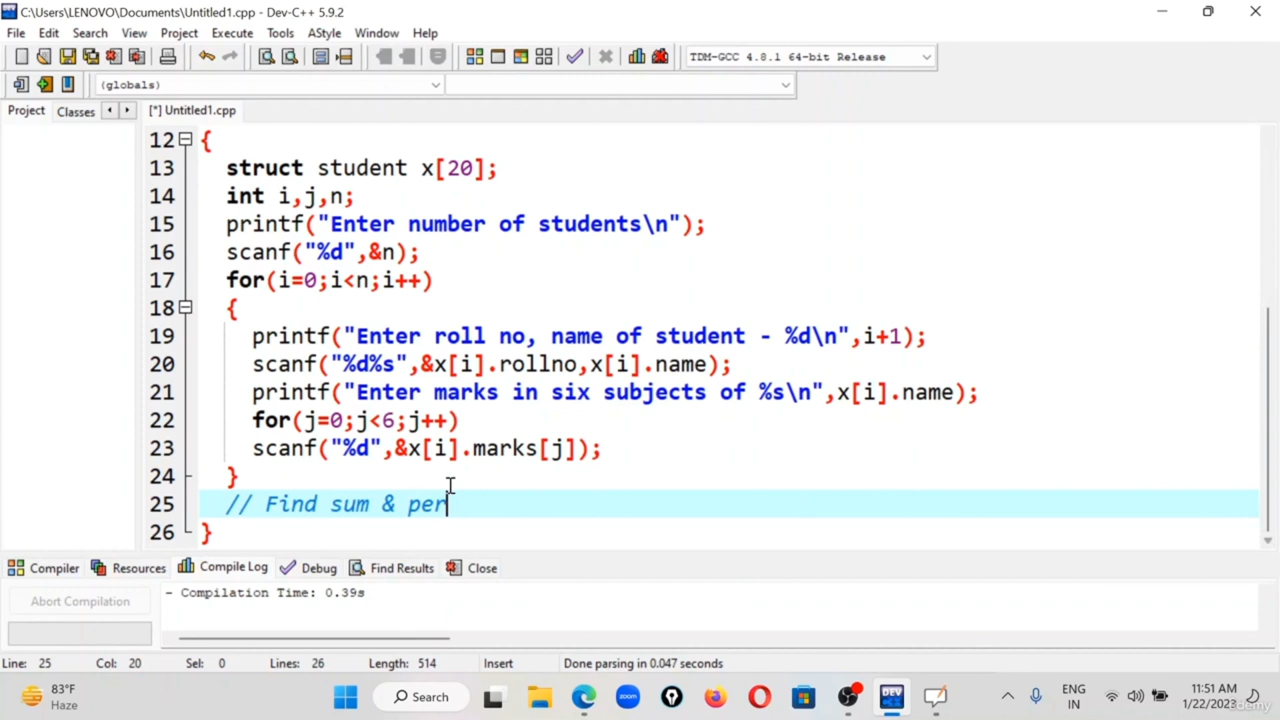 C:\Users\LENOVO\Documents\Untitled1.cpp - Dev-C++ 5.9.2
File Edit Search View Project Execute Tools AStyle Window Help
TDM-GCC 4.8.1 64-bit Release
(globals)
Project Classes [*] Untitled1.cpp
12 {
13 struct student x[20];
14 int i,j,n;
15 printf("Enter number of students\n");
16 scanf("%d",&n);
17 for(i=0;i<n;i++)
18 {
19 printf("Enter roll no, name of student - %d\n",i+1);
20 scanf("%d%s",&x[i].rollno,x[i].name);
21 printf("Enter marks in six subjects of %s\n",x[i].name);
22 for(j=0;j<6;j++)
23 scanf("%d",&x[i].marks[j]);
24 }
25 // Find sum & per
26 }
Compiler Resources Compile Log Debug Find Results Close
Abort Compilation
- Compilation Time: 0.39s
Line: 25 Col: 20 Sel: 0 Lines: 26 Length: 514 Insert Done parsing in 0.047 seconds
83°F
Haze
Search
zoom
DEV
ENG
IN
11:51 AM
1/22/2023
Udemy